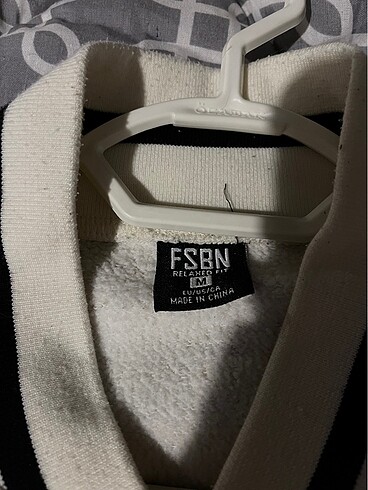 FSBN
RELAXED FIT
M
EU/US/CA
MADE IN CHINA